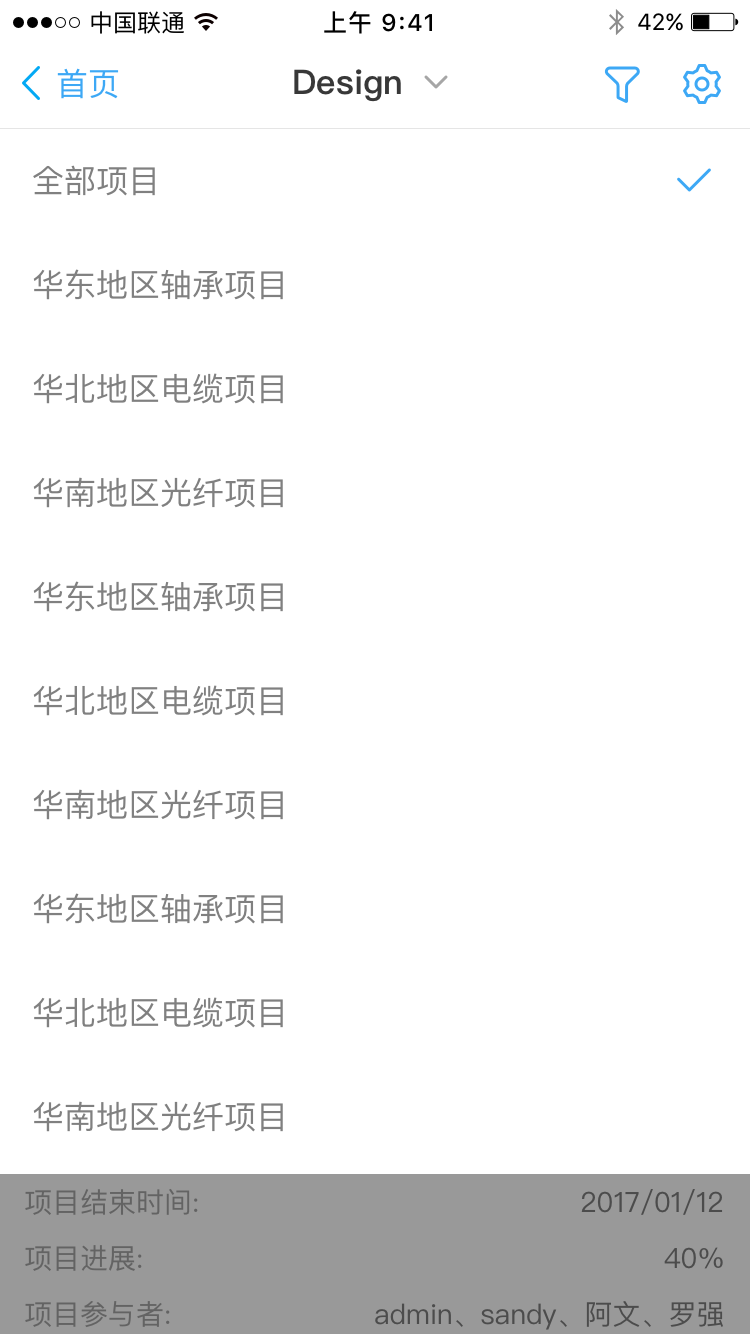 中国联通 上午 9:41 42%
首页 Design
全部项目
华东地区轴承项目
华北地区电缆项目
华南地区光纤项目
华东地区轴承项目
华北地区电缆项目
华南地区光纤项目
华东地区轴承项目
华北地区电缆项目
华南地区光纤项目
项目结束时间: 2017/01/12
项目进展: 40%
项目参与者: admin、sandy、阿文、罗强